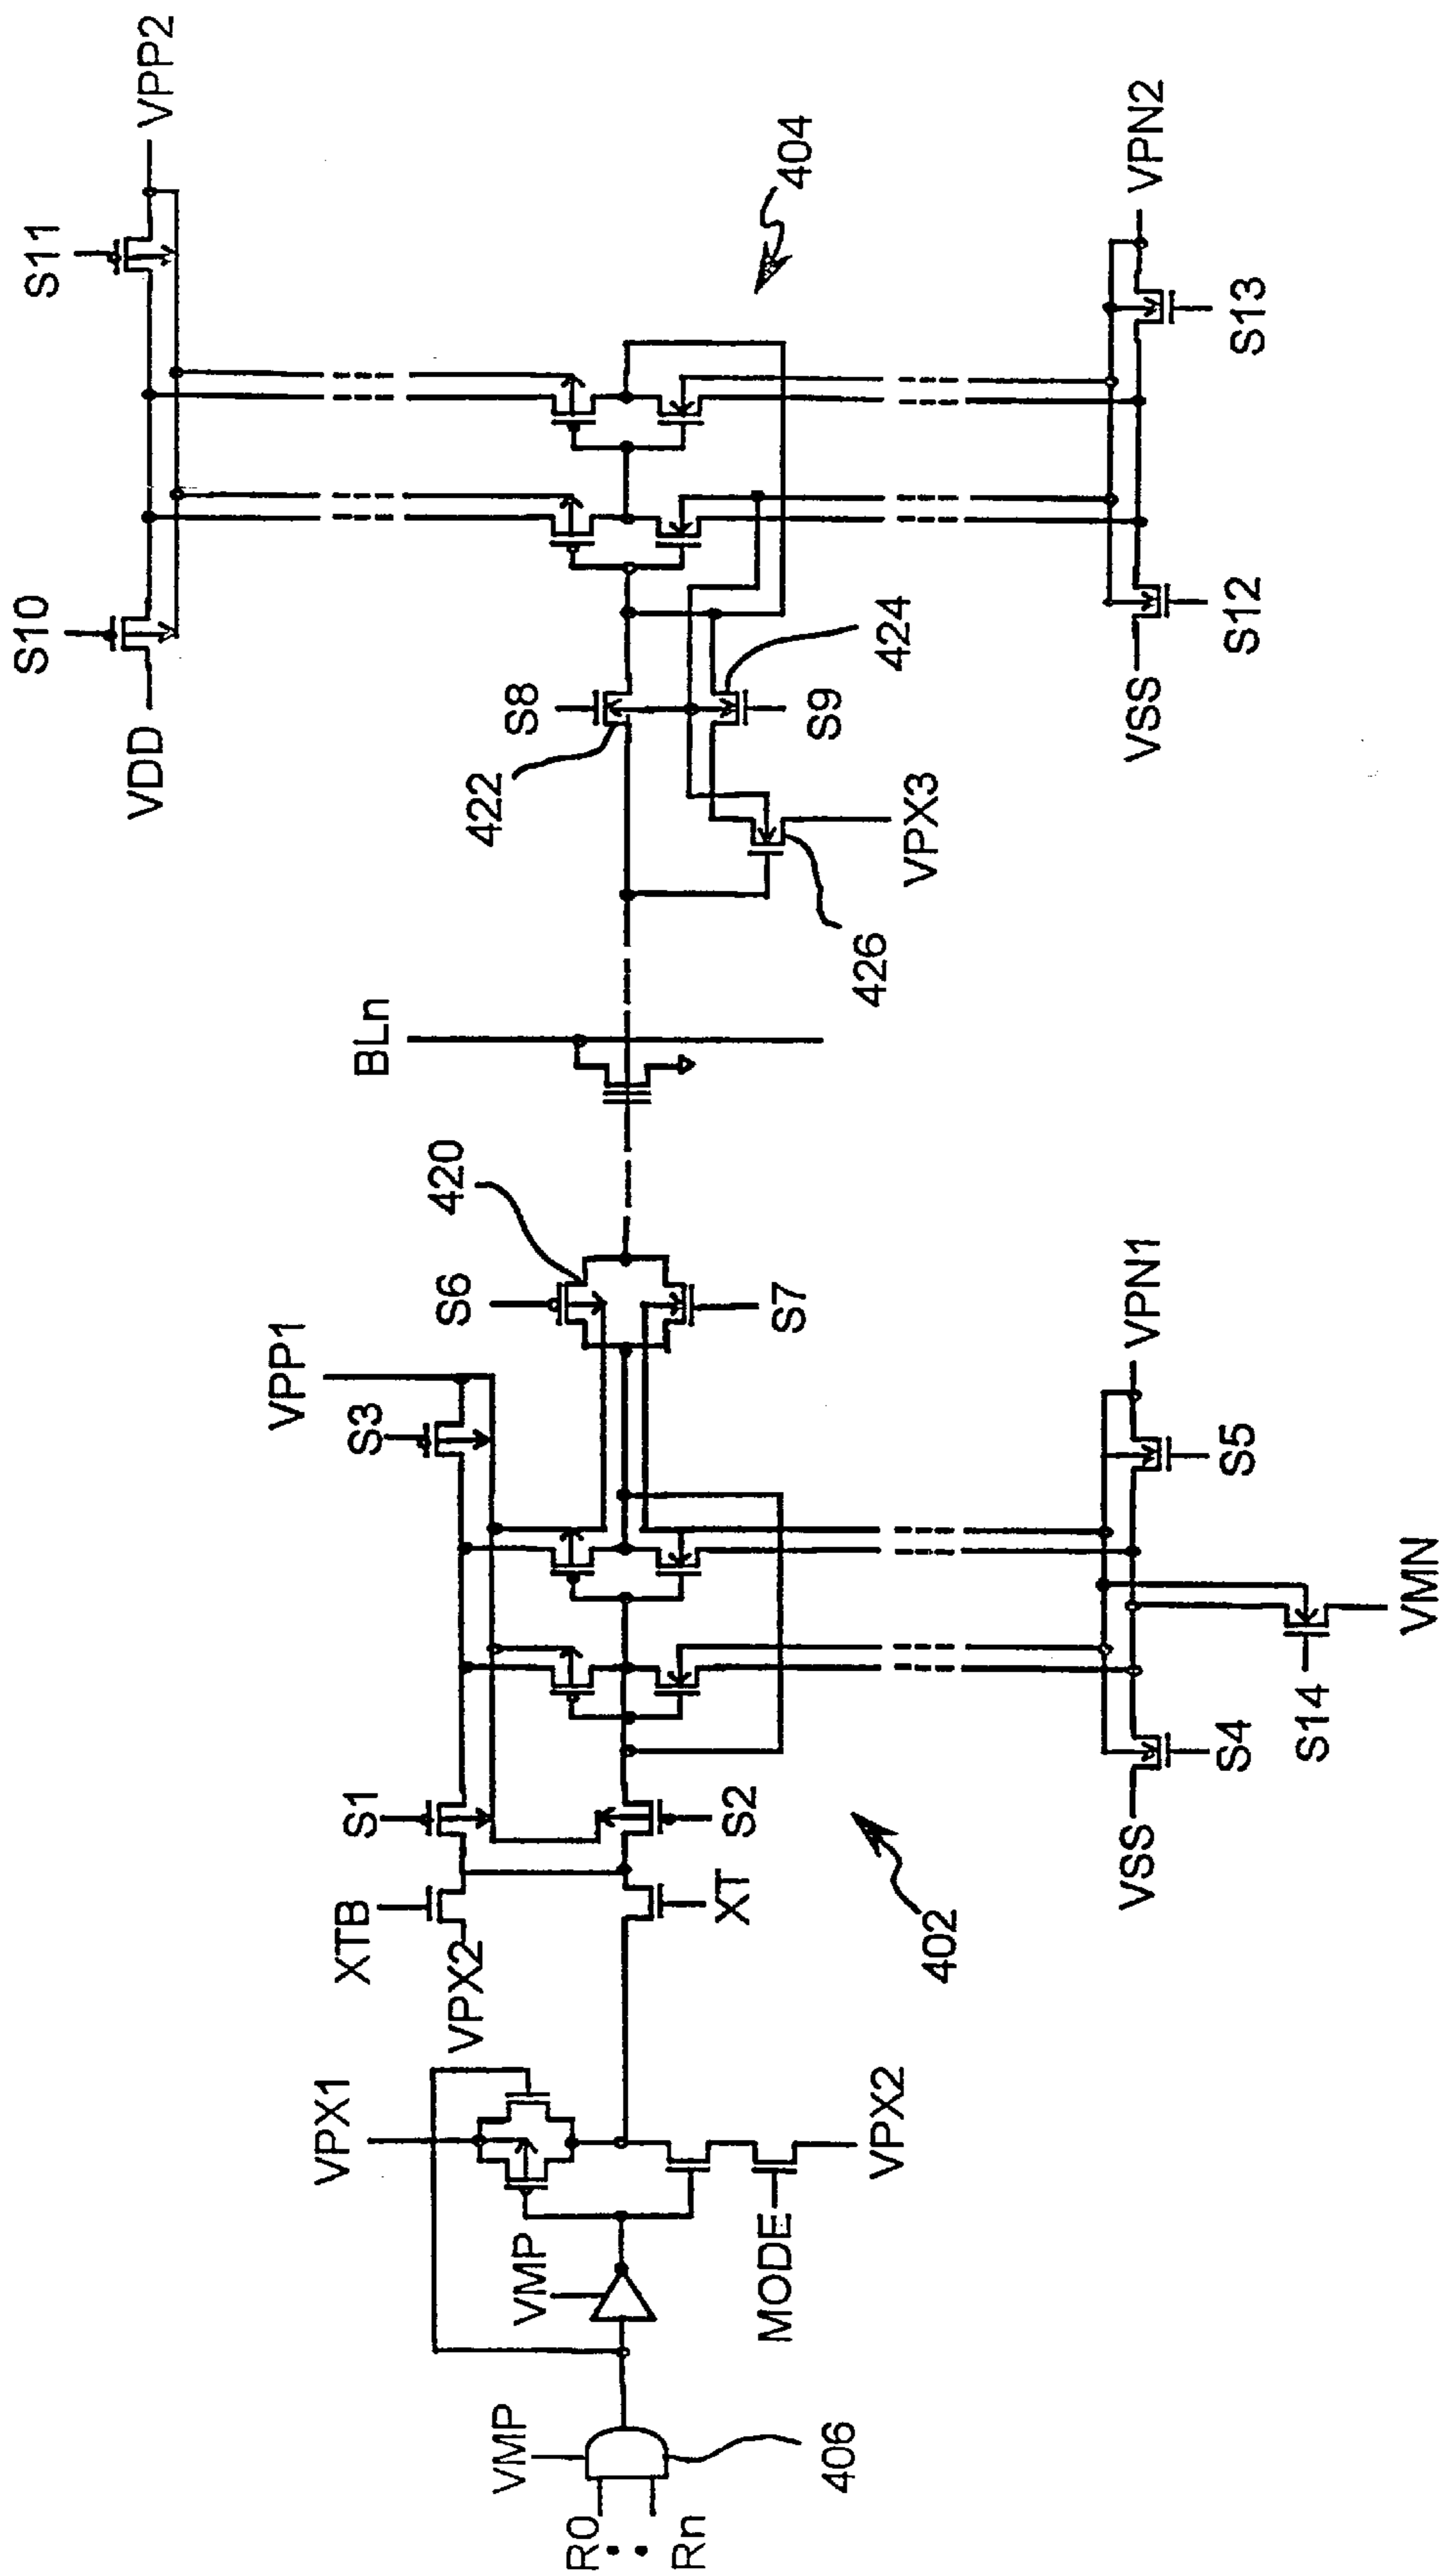 R0
Rn
VMP
406
VMP
MODE
VPX1
VPX2
XTB
VPX2
XT
S1
S2
402
S3
VPP1
VSS
S4
S14
VMN
S5
VPN1
S6
420
S7
BLn
426
VPX3
422
S8
S9
424
VDD
S10
S11
VPP2
404
VSS
S12
S13
VPN2